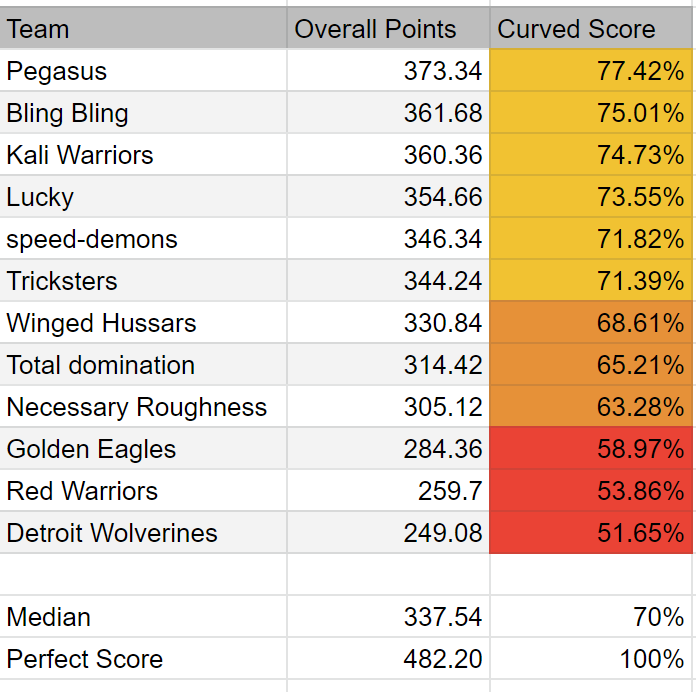 Team Overall Points Curved Score
Pegasus 373.34 77.42%
Bling Bling 361.68 75.01%
Kali Warriors 360.36 74.73%
Lucky 354.66 73.55%
speed-demons 346.34 71.82%
Tricksters 344.24 71.39%
Winged Hussars 330.84 68.61%
Total domination 314.42 65.21%
Necessary Roughness 305.12 63.28%
Golden Eagles 284.36 58.97%
Red Warriors 259.7 53.86%
Detroit Wolverines 249.08 51.65%
Median 337.54 70%
Perfect Score 482.20 100%